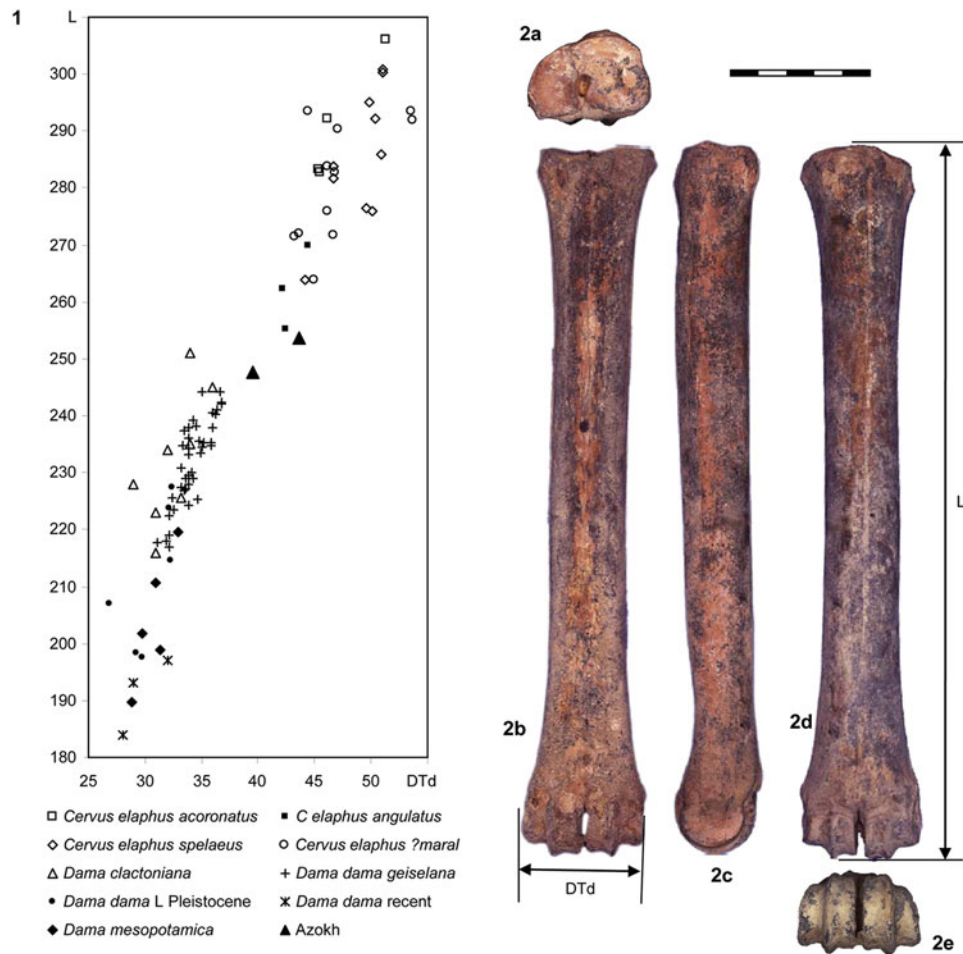 1
L
300
290
280
270
260
250
240
230
220
210
200
190
180
25 30 35 40 45 50 DTd
Cervus elaphus acoronatus
C elaphus angulatus
Cervus elaphus spelaeus
Cervus elaphus ?maral
Dama clactoniana
Dama dama geiselana
Dama dama L Pleistocene
Dama dama recent
Dama mesopotamica
Azokh
2a
2b
DTd
2c
2d
L
2e